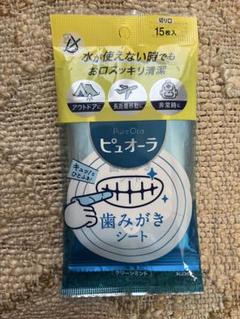 切り口
15枚入
水が使えない時でも
お口スッキリ清潔
アウトドアに
長距離移動に
非常時に
PureOra
ピュオーラ
キュッと
ひとふき!
歯みがき
シート
クリーンミント